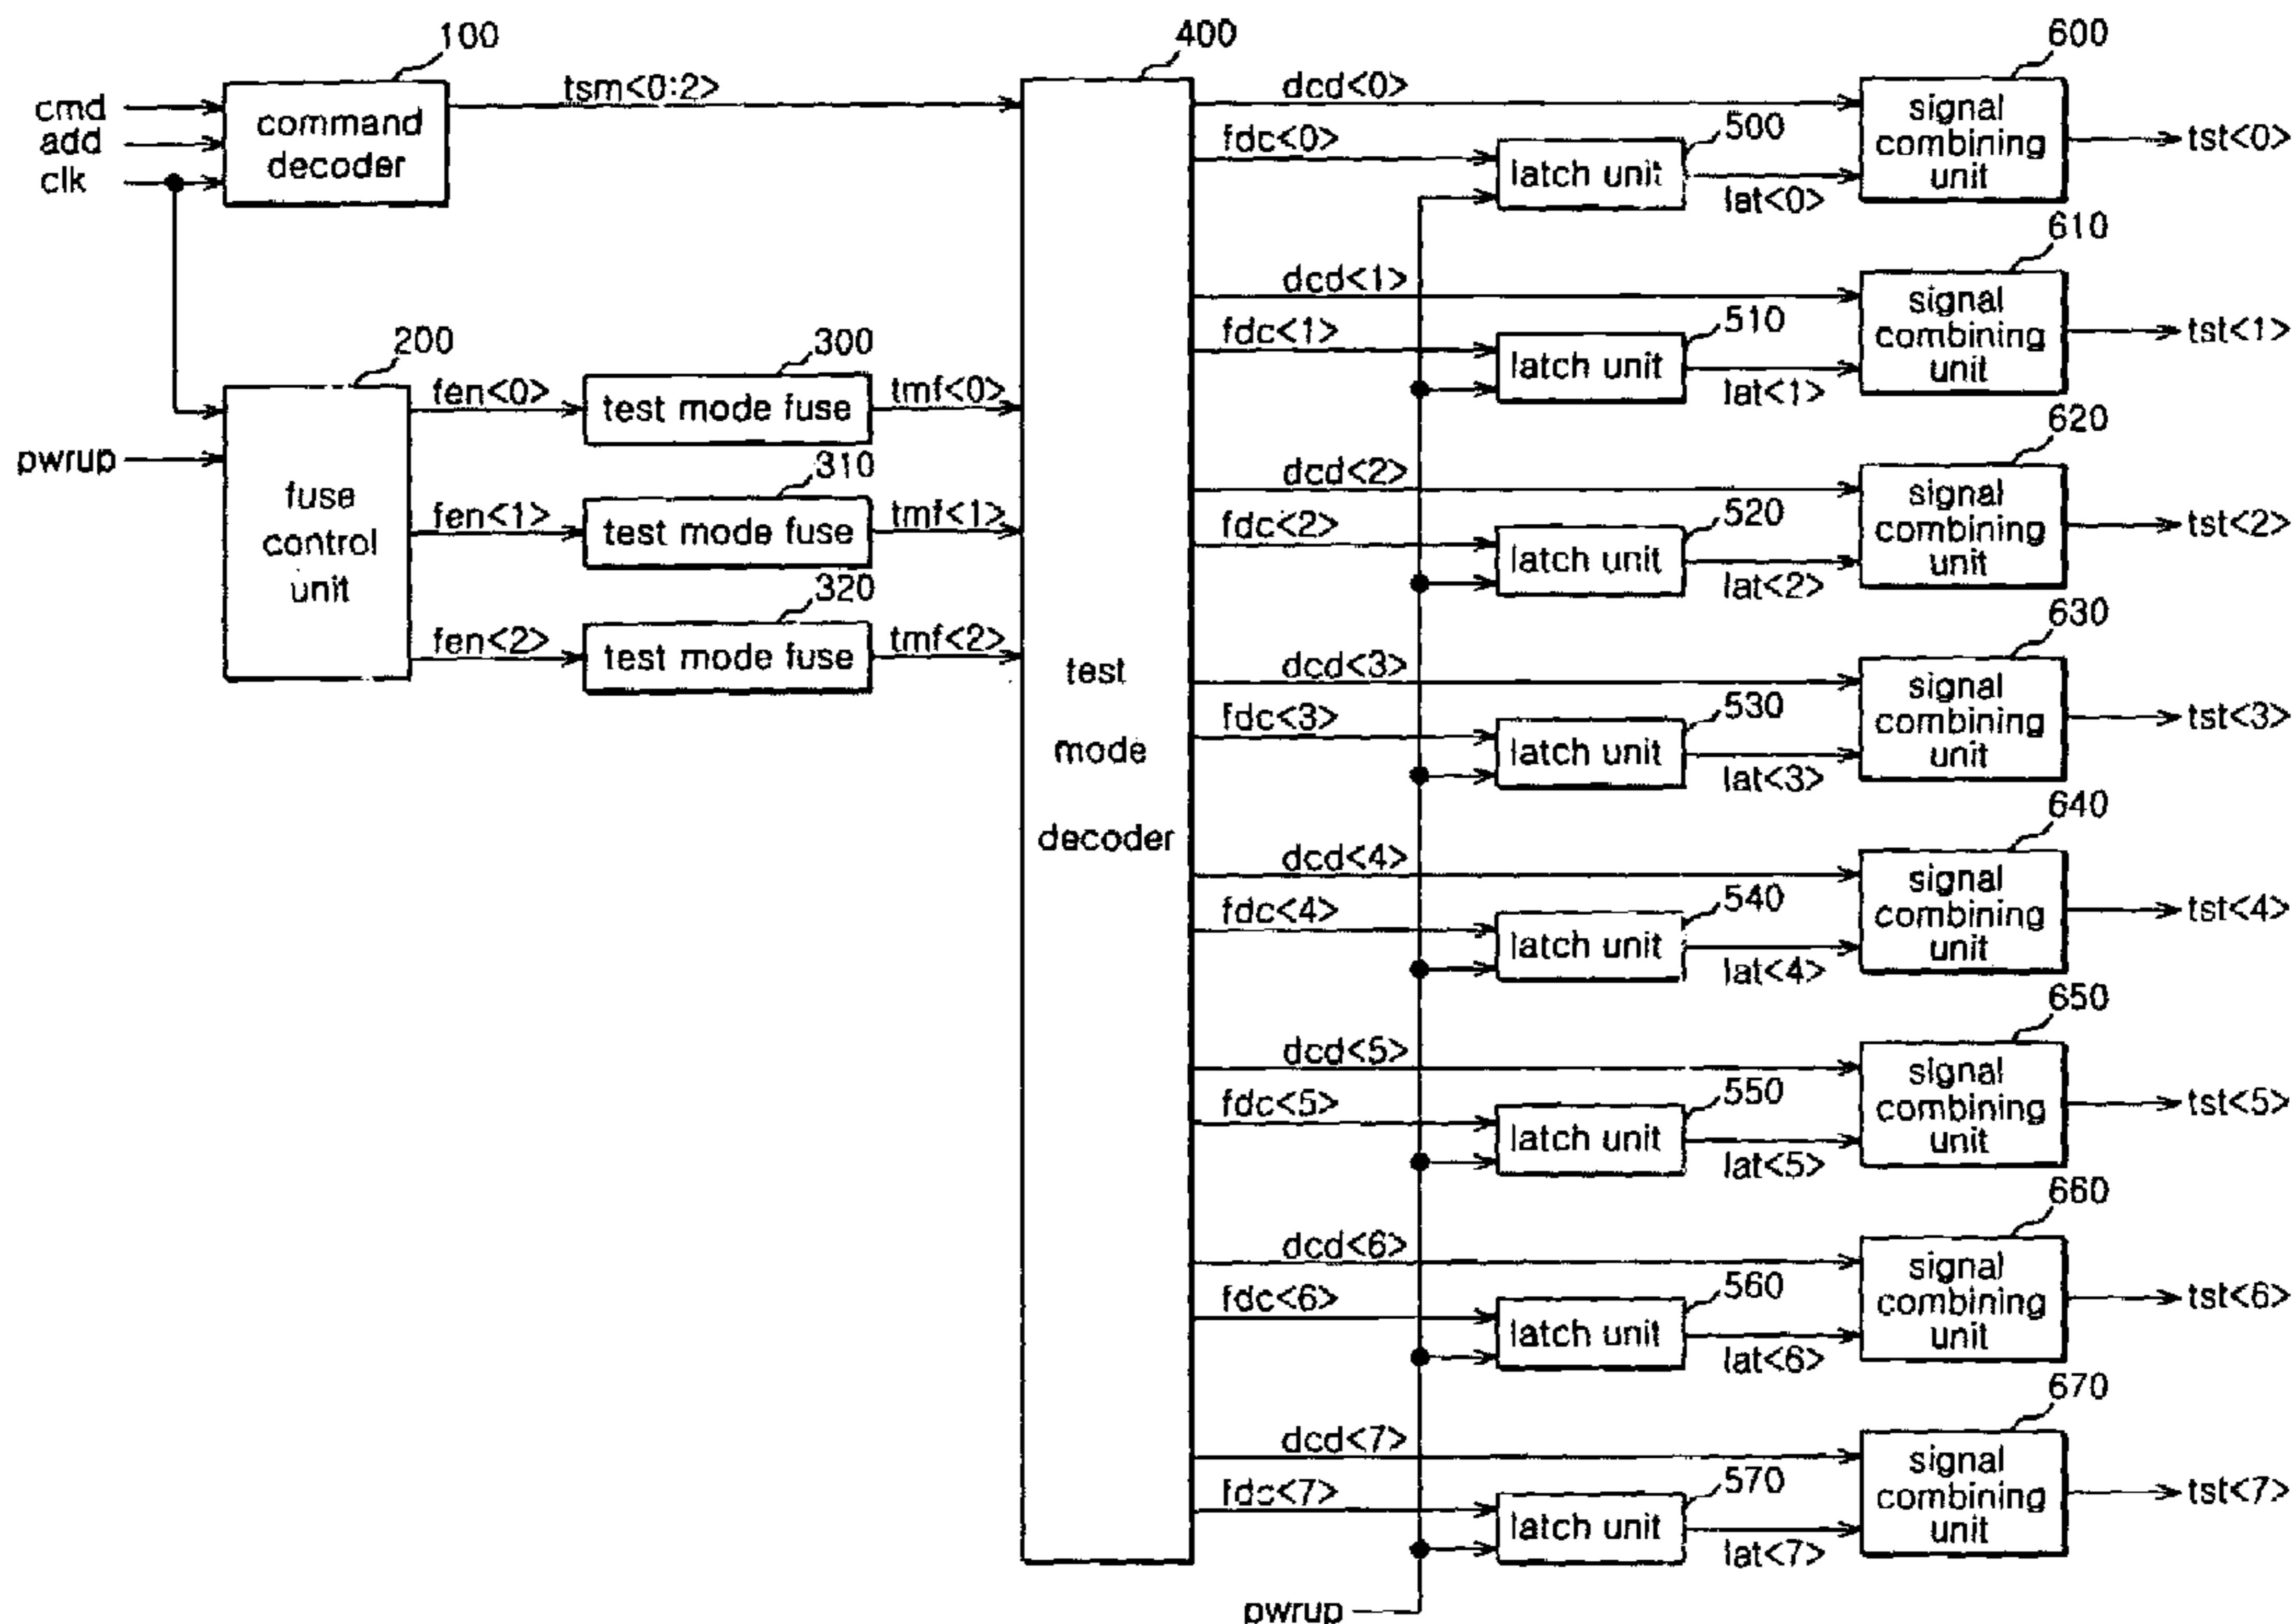 100
cmd
add
clk
command
decoder
tsm<0:2>
200
pwrup
fuse
control
unit
fen<0>
300
test mode fuse
tmf<0>
fen<1>
310
test mode fuse
tmf<1>
fen<2>
320
test mode fuse
tmf<2>
400
test
mode
decoder
dcd<0>
fdc<0>
500
latch unit
lat<0>
600
signal
combining
unit
tst<0>
dcd<1>
fdc<1>
510
latch unit
lat<1>
610
signal
combining
unit
tst<1>
dcd<2>
fdc<2>
520
latch unit
lat<2>
620
signal
combining
unit
tst<2>
dcd<3>
fdc<3>
530
latch unit
lat<3>
630
signal
combining
unit
tst<3>
dcd<4>
fdc<4>
540
latch unit
lat<4>
640
signal
combining
unit
tst<4>
dcd<5>
fdc<5>
550
latch unit
lat<5>
650
signal
combining
unit
tst<5>
dcd<6>
fdc<6>
560
latch unit
lat<6>
660
signal
combining
unit
tst<6>
dcd<7>
fdc<7>
570
latch unit
lat<7>
670
signal
combining
unit
tst<7>
pwrup